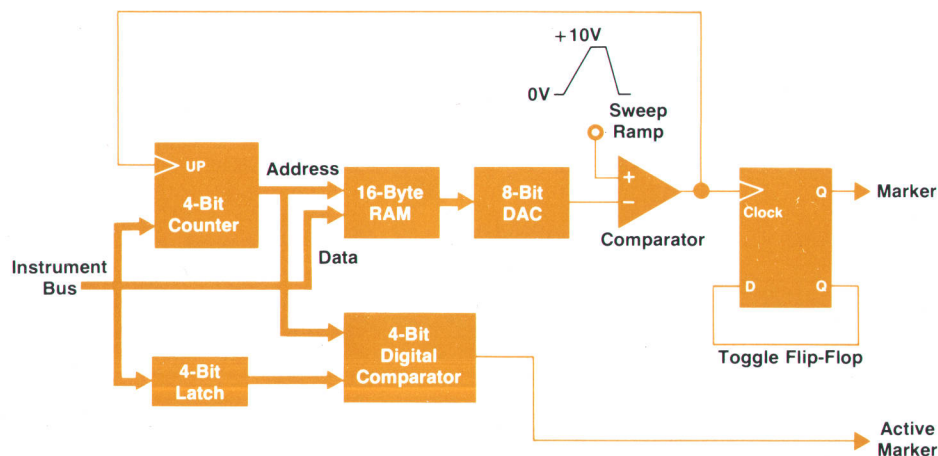 +10V
0V
Sweep
Ramp
UP
4-Bit
Counter
Address
16-Byte
RAM
8-Bit
DAC
+
−
Comparator
Q
Clock
Marker
Data
Instrument
Bus
D
Q
Toggle Flip-Flop
4-Bit
Digital
Comparator
4-Bit
Latch
Active
Marker